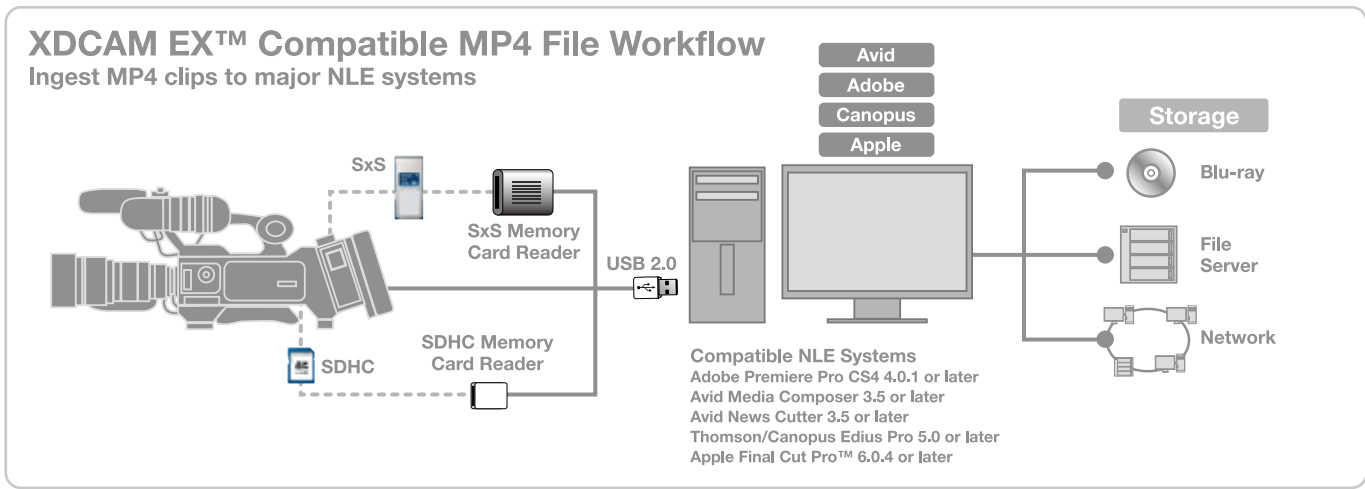 XDCAM EX™ Compatible MP4 File Workflow
Ingest MP4 clips to major NLE systems
Avid
Adobe
Canopus
Apple
Storage
SxS
SxS Memory
Card Reader
USB 2.0
SDHC
SDHC Memory
Card Reader
Blu-ray
File
Server
Network
Compatible NLE Systems
Adobe Premiere Pro CS4 4.0.1 or later
Avid Media Composer 3.5 or later
Avid News Cutter 3.5 or later
Thomson/Canopus Edius Pro 5.0 or later
Apple Final Cut Pro™ 6.0.4 or later